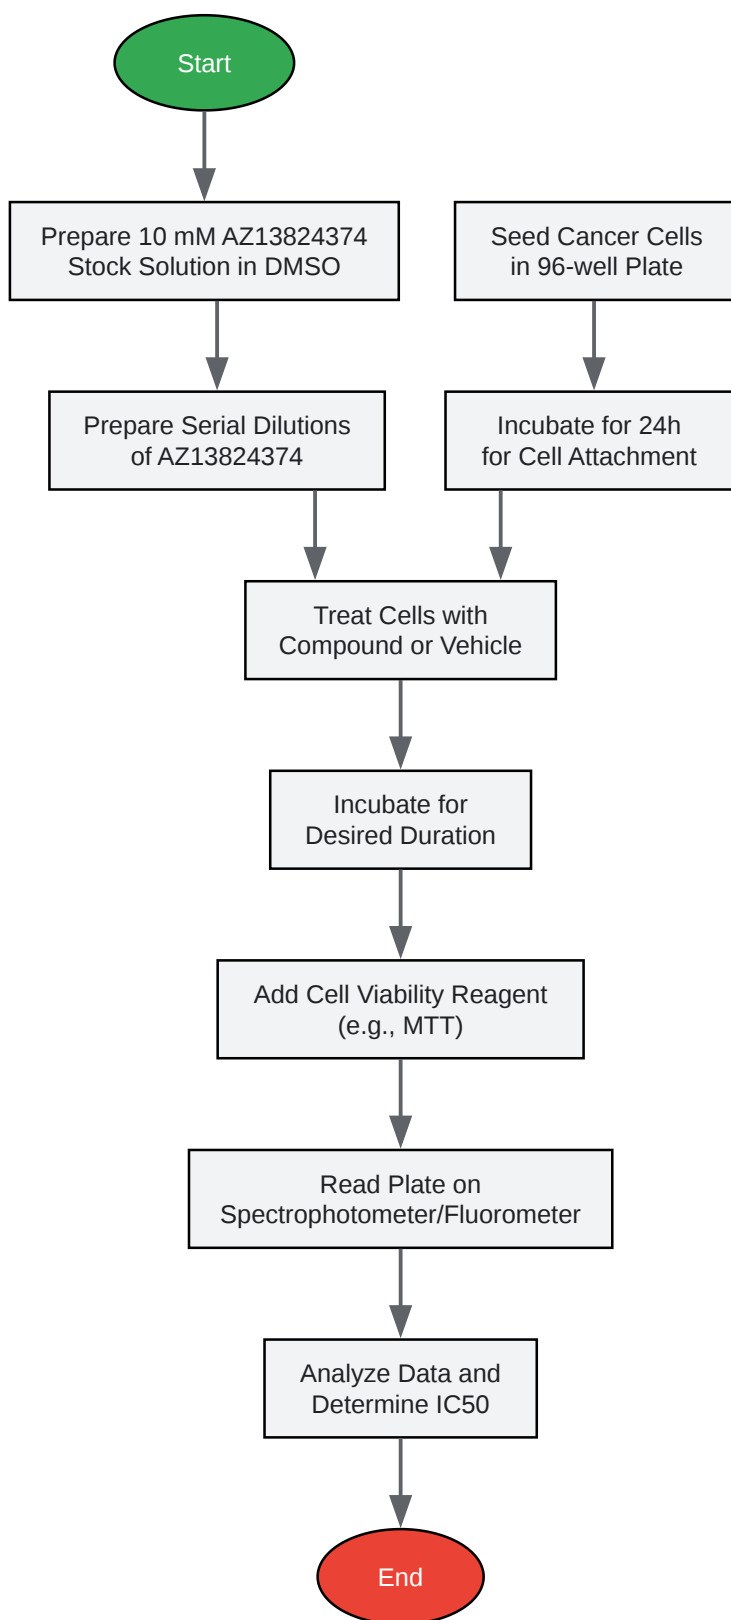 Start
Prepare 10 mM AZ13824374
Stock Solution in DMSO
Seed Cancer Cells
in 96-well Plate
Prepare Serial Dilutions
of AZ13824374
Incubate for 24h
for Cell Attachment
Treat Cells with
Compound or Vehicle
Incubate for
Desired Duration
Add Cell Viability Reagent
(e.g., MTT)
Read Plate on
Spectrophotometer/Fluorometer
Analyze Data and
Determine IC50
End